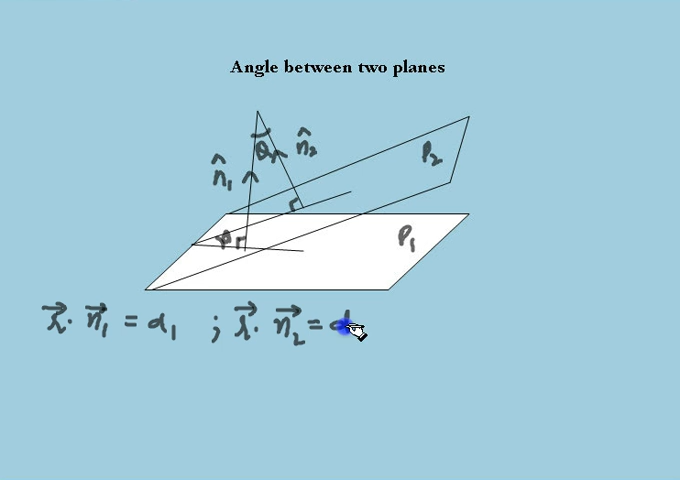 Angle between two planes
θ n̂₂
n̂₁
P₂
P₁
r⃗ · n⃗₁ = d₁ ; r⃗ · n⃗₂ = d